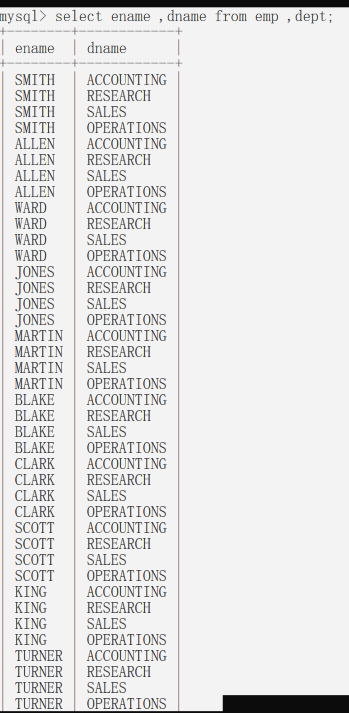 mysql> select ename ,dname from emp ,dept;
+--------+------------+
| ename | dname |
+--------+------------+
| SMITH | ACCOUNTING |
| SMITH | RESEARCH |
| SMITH | SALES |
| SMITH | OPERATIONS |
| ALLEN | ACCOUNTING |
| ALLEN | RESEARCH |
| ALLEN | SALES |
| ALLEN | OPERATIONS |
| WARD | ACCOUNTING |
| WARD | RESEARCH |
| WARD | SALES |
| WARD | OPERATIONS |
| JONES | ACCOUNTING |
| JONES | RESEARCH |
| JONES | SALES |
| JONES | OPERATIONS |
| MARTIN | ACCOUNTING |
| MARTIN | RESEARCH |
| MARTIN | SALES |
| MARTIN | OPERATIONS |
| BLAKE | ACCOUNTING |
| BLAKE | RESEARCH |
| BLAKE | SALES |
| BLAKE | OPERATIONS |
| CLARK | ACCOUNTING |
| CLARK | RESEARCH |
| CLARK | SALES |
| CLARK | OPERATIONS |
| SCOTT | ACCOUNTING |
| SCOTT | RESEARCH |
| SCOTT | SALES |
| SCOTT | OPERATIONS |
| KING | ACCOUNTING |
| KING | RESEARCH |
| KING | SALES |
| KING | OPERATIONS |
| TURNER | ACCOUNTING |
| TURNER | RESEARCH |
| TURNER | SALES |
| TURNER | OPERATIONS |